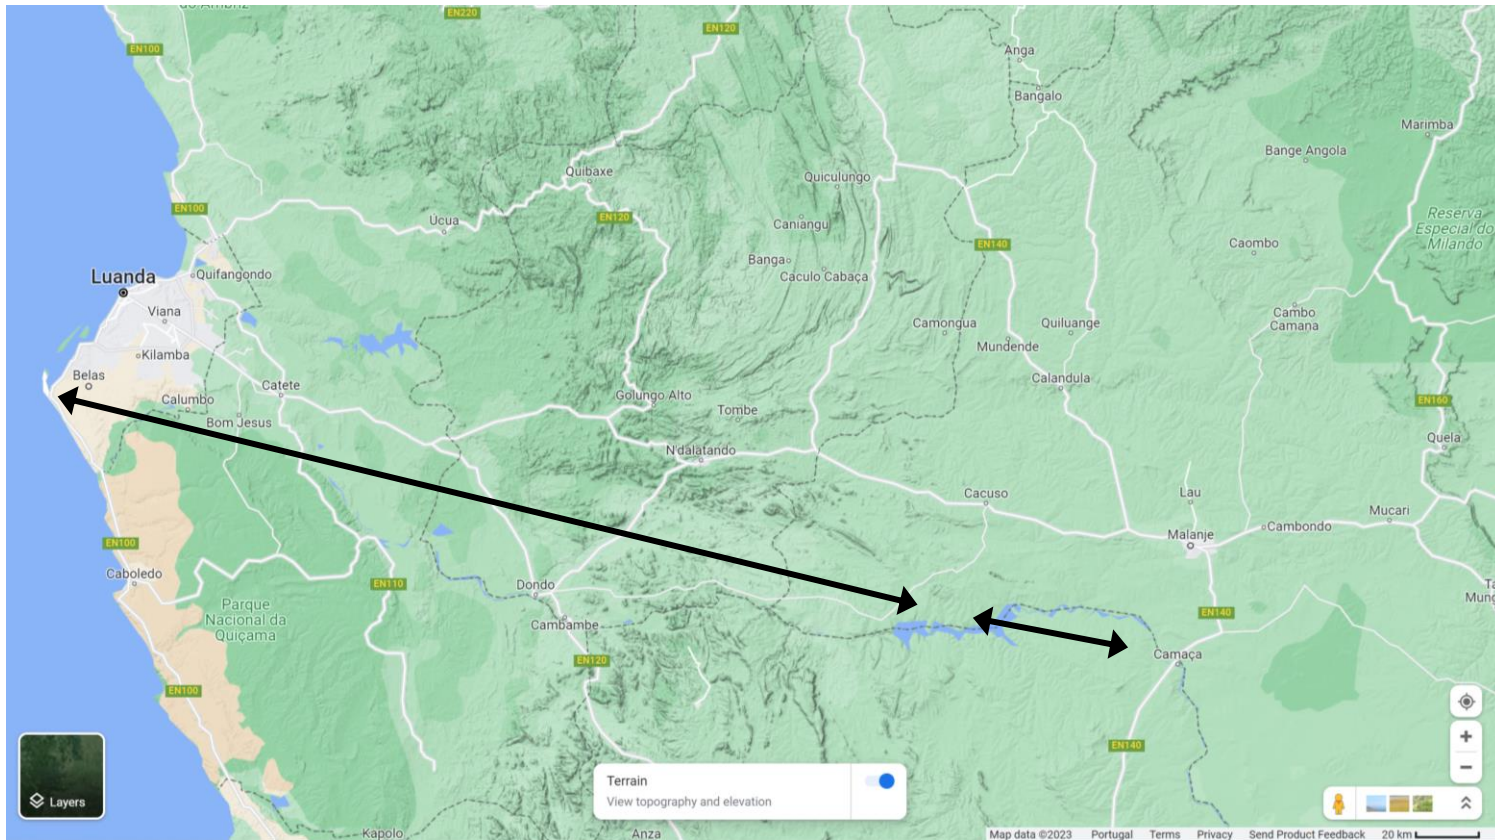 do Ambriz
EN220
EN120
EN100
Anga
Bangalo
Marimba
Bange Angola
Quibaxe
Quiculungo
EN100
Úcua
EN120
Caniangu
Reserva
Especial do
Milando
EN140
Caombo
Banga
Caculo Cabaça
Luanda
Quifangondo
Viana
Camongua
Quiluange
Cambo
Camana
Mundende
Kilamba
Belas
Catete
Calandula
Calumbo
Golungo Alto
EN160
Bom Jesus
Tombe
Quela
N'dalatando
Cacuso
Lau
Mucari
Cambondo
Malanje
EN100
Caboledo
EN110
Dondo
Parque
Nacional da
Quiçama
Cambambe
EN140
Camaça
EN120
EN100
EN140
Layers
Terrain
View topography and elevation
Kapolo
Anza
Map data ©2023 Portugal Terms Privacy Send Product Feedback 20 km